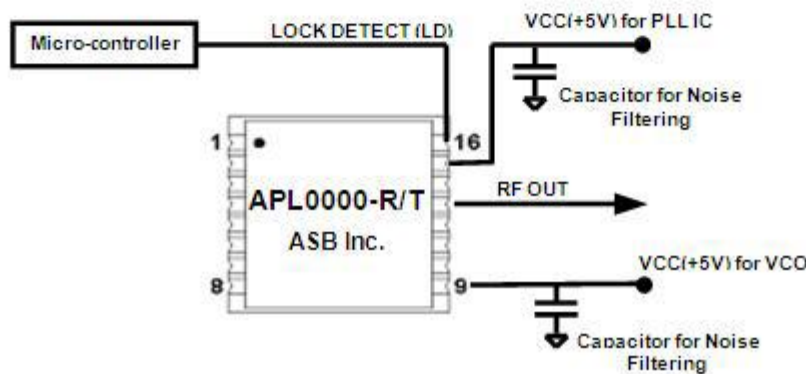 VCC(+5V) for PLL IC
LOCK DETECT (LD)
Micro-controller
Capacitor for Noise
Filtering
1
16
APL0000-R/T
RF OUT
ASB Inc.
VCC(+5V) for VCO
8
9
Capacitor for Noise
Filtering